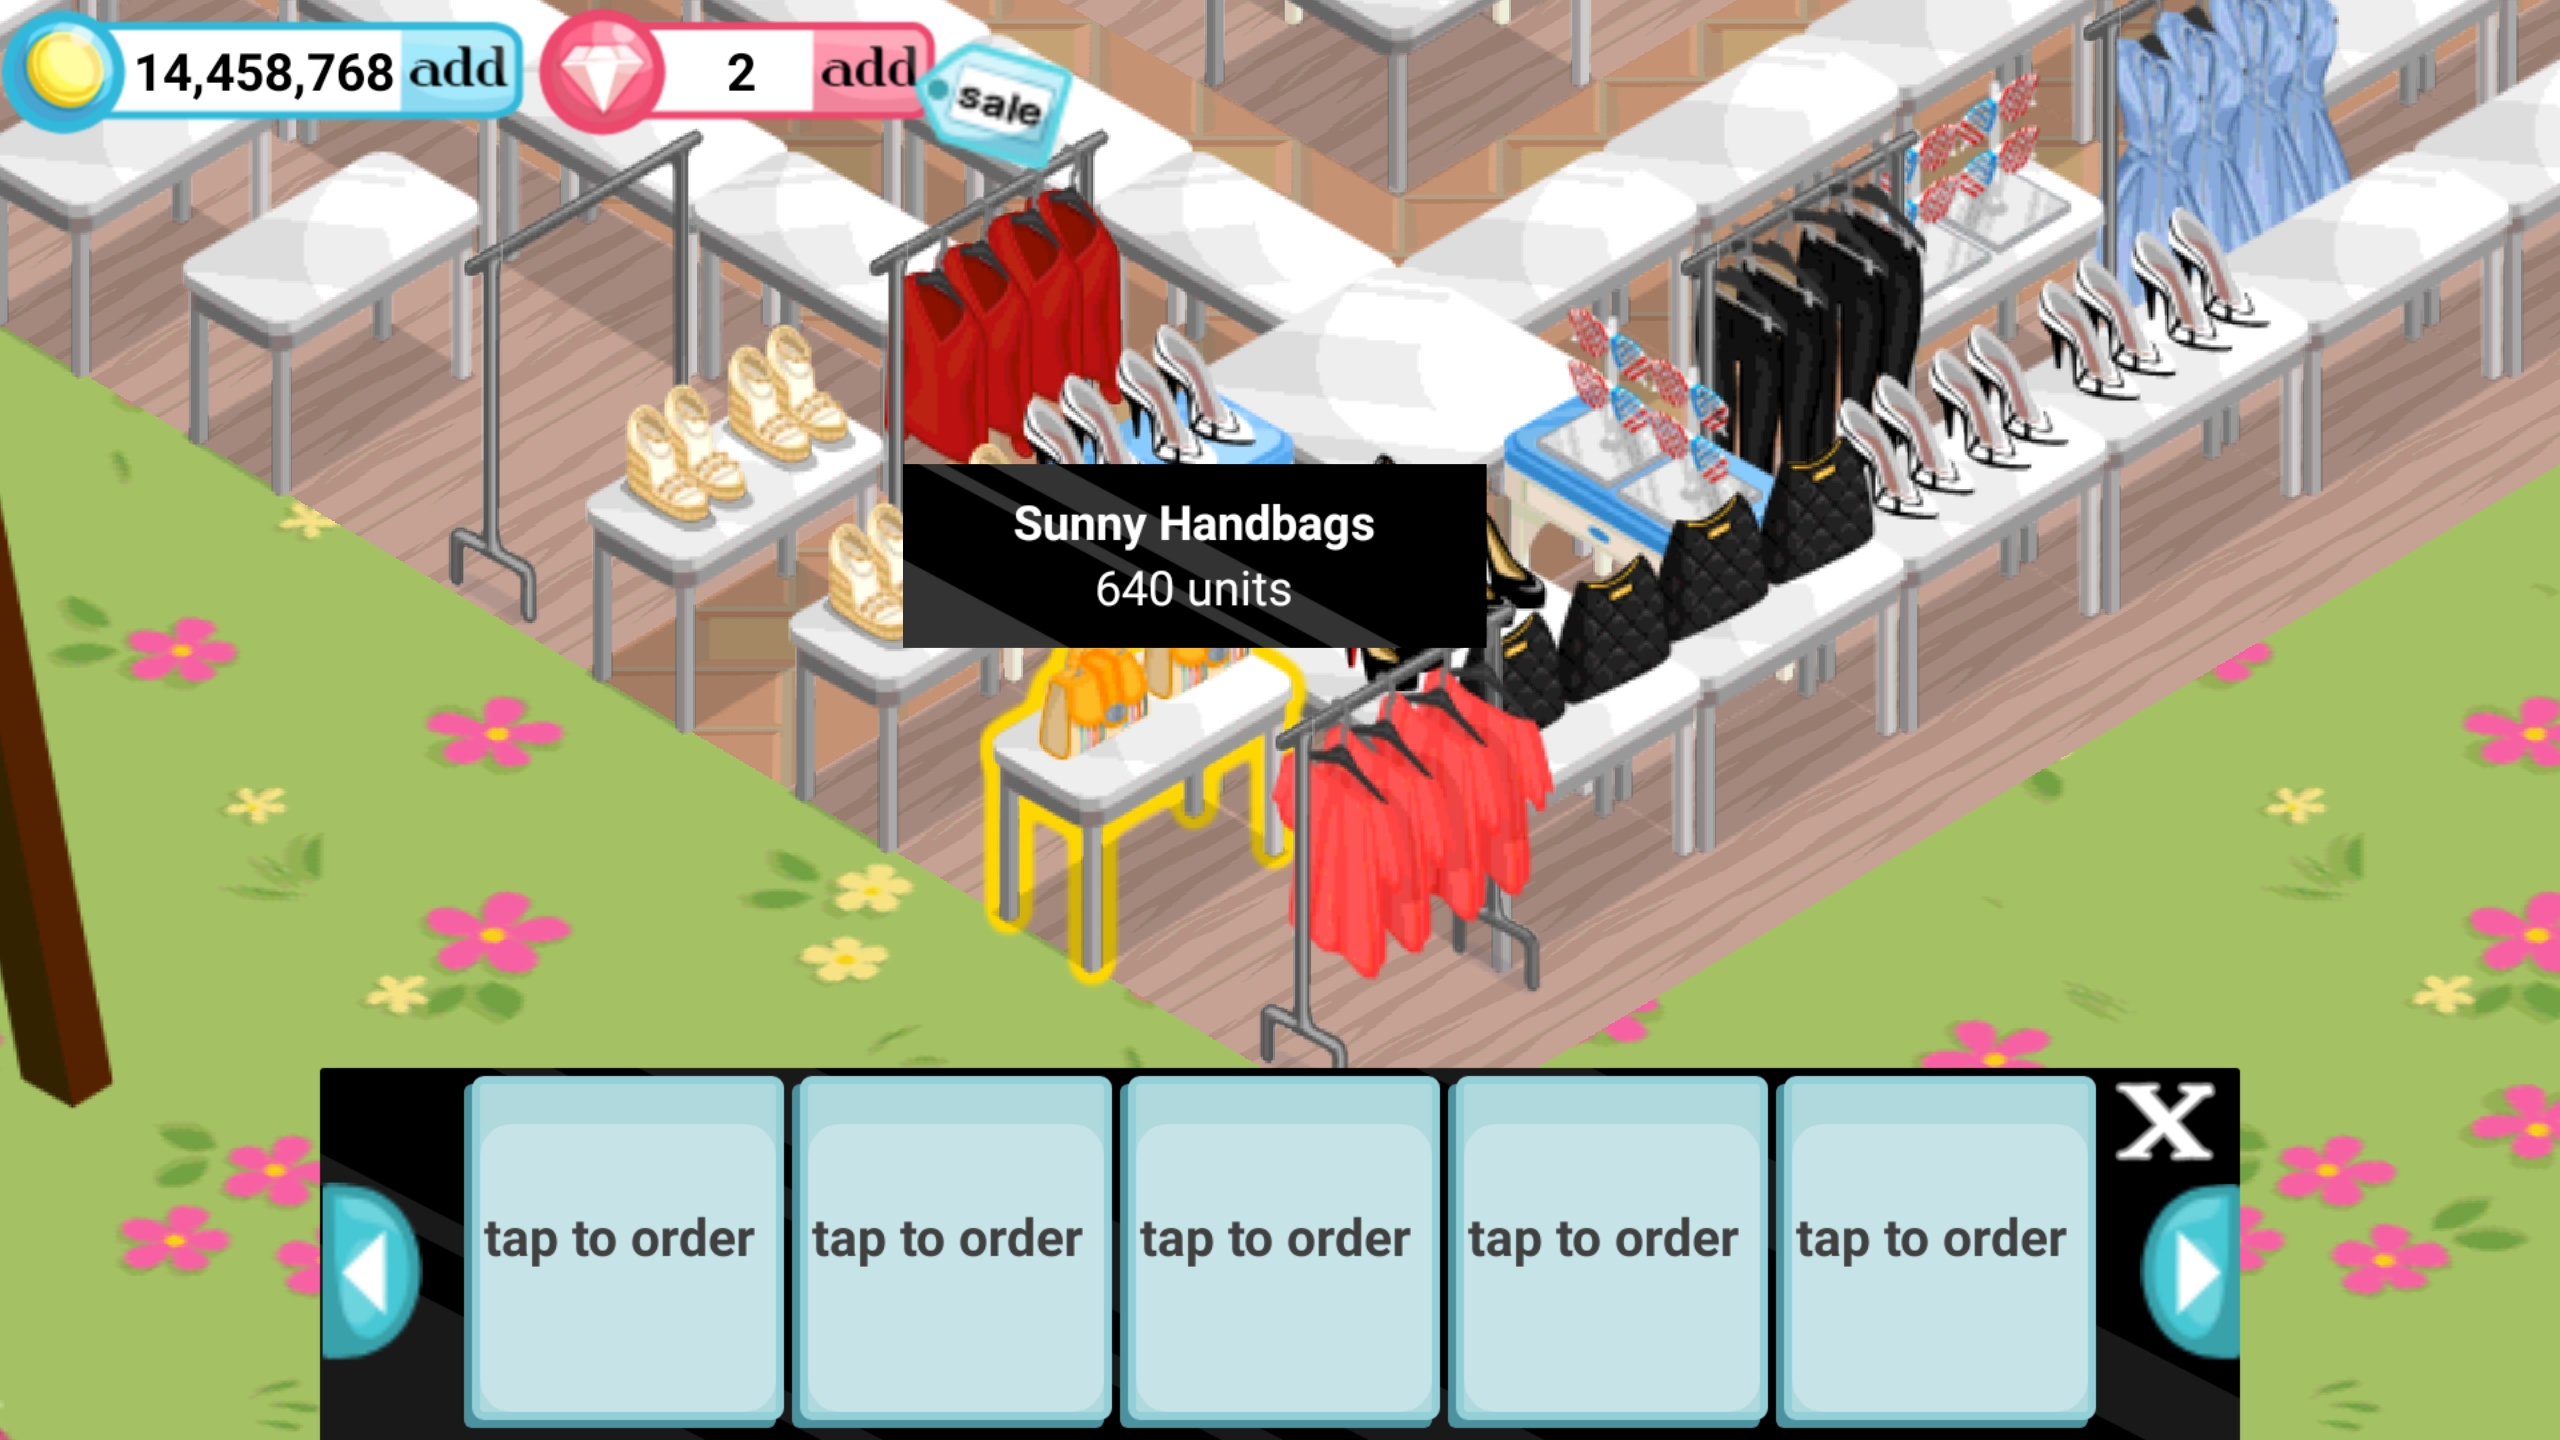 14,458,768 add
2 add
sale
Sunny Handbags
640 units
X
tap to order
tap to order
tap to order
tap to order
tap to order